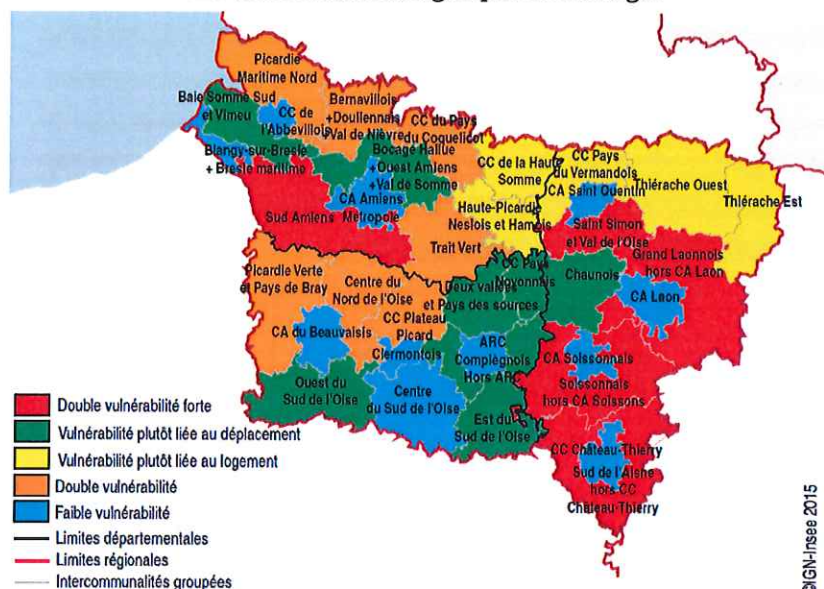 Picardie
Maritime Nord
Baie Somme Sud
et Vimeu
CC de
l'Abbevillois
Bernavillois
+Doullennais
+Val de Nièvre
CC du Pays
du Coquelicot
Blangy-sur-Bresle
+ Bresle maritime
Bocage Hallue
+Ouest Amiens
+Val de Somme
CA Amiens
Métropole
Sud Amiens
CC de la Haute
Somme
Haute-Picardie
Neslois et Hamois
Trait Vert
CC Pays
du Vermandois
CA Saint Quentin
Thiérache Ouest
Thiérache Est
Saint Simon
et Val de l'Oise
Grand Laonnois
hors CA Laon
Chaunois
CA Laon
Picardie Verte
et Pays de Bray
Centre du
Nord de l'Oise
CC Plateau
Picard
Clermontois
CC Pays
Noyonnais
Deux vallées
et Pays des sources
CA du Beauvaisis
ARC
Compiégnois
Hors ARC
CA Soissonnais
Soissonnais
hors CA Soissons
Ouest du
Sud de l'Oise
Centre
du Sud de l'Oise
Est du
Sud de l'Oise
CC Château-Thierry
Sud de l'Aisne
hors CC
Château-Thierry
Double vulnérabilité forte
Vulnérabilité plutôt liée au déplacement
Vulnérabilité plutôt liée au logement
Double vulnérabilité
Faible vulnérabilité
Limites départementales
Limites régionales
Intercommunalités groupées
©IGN-Insee 2015